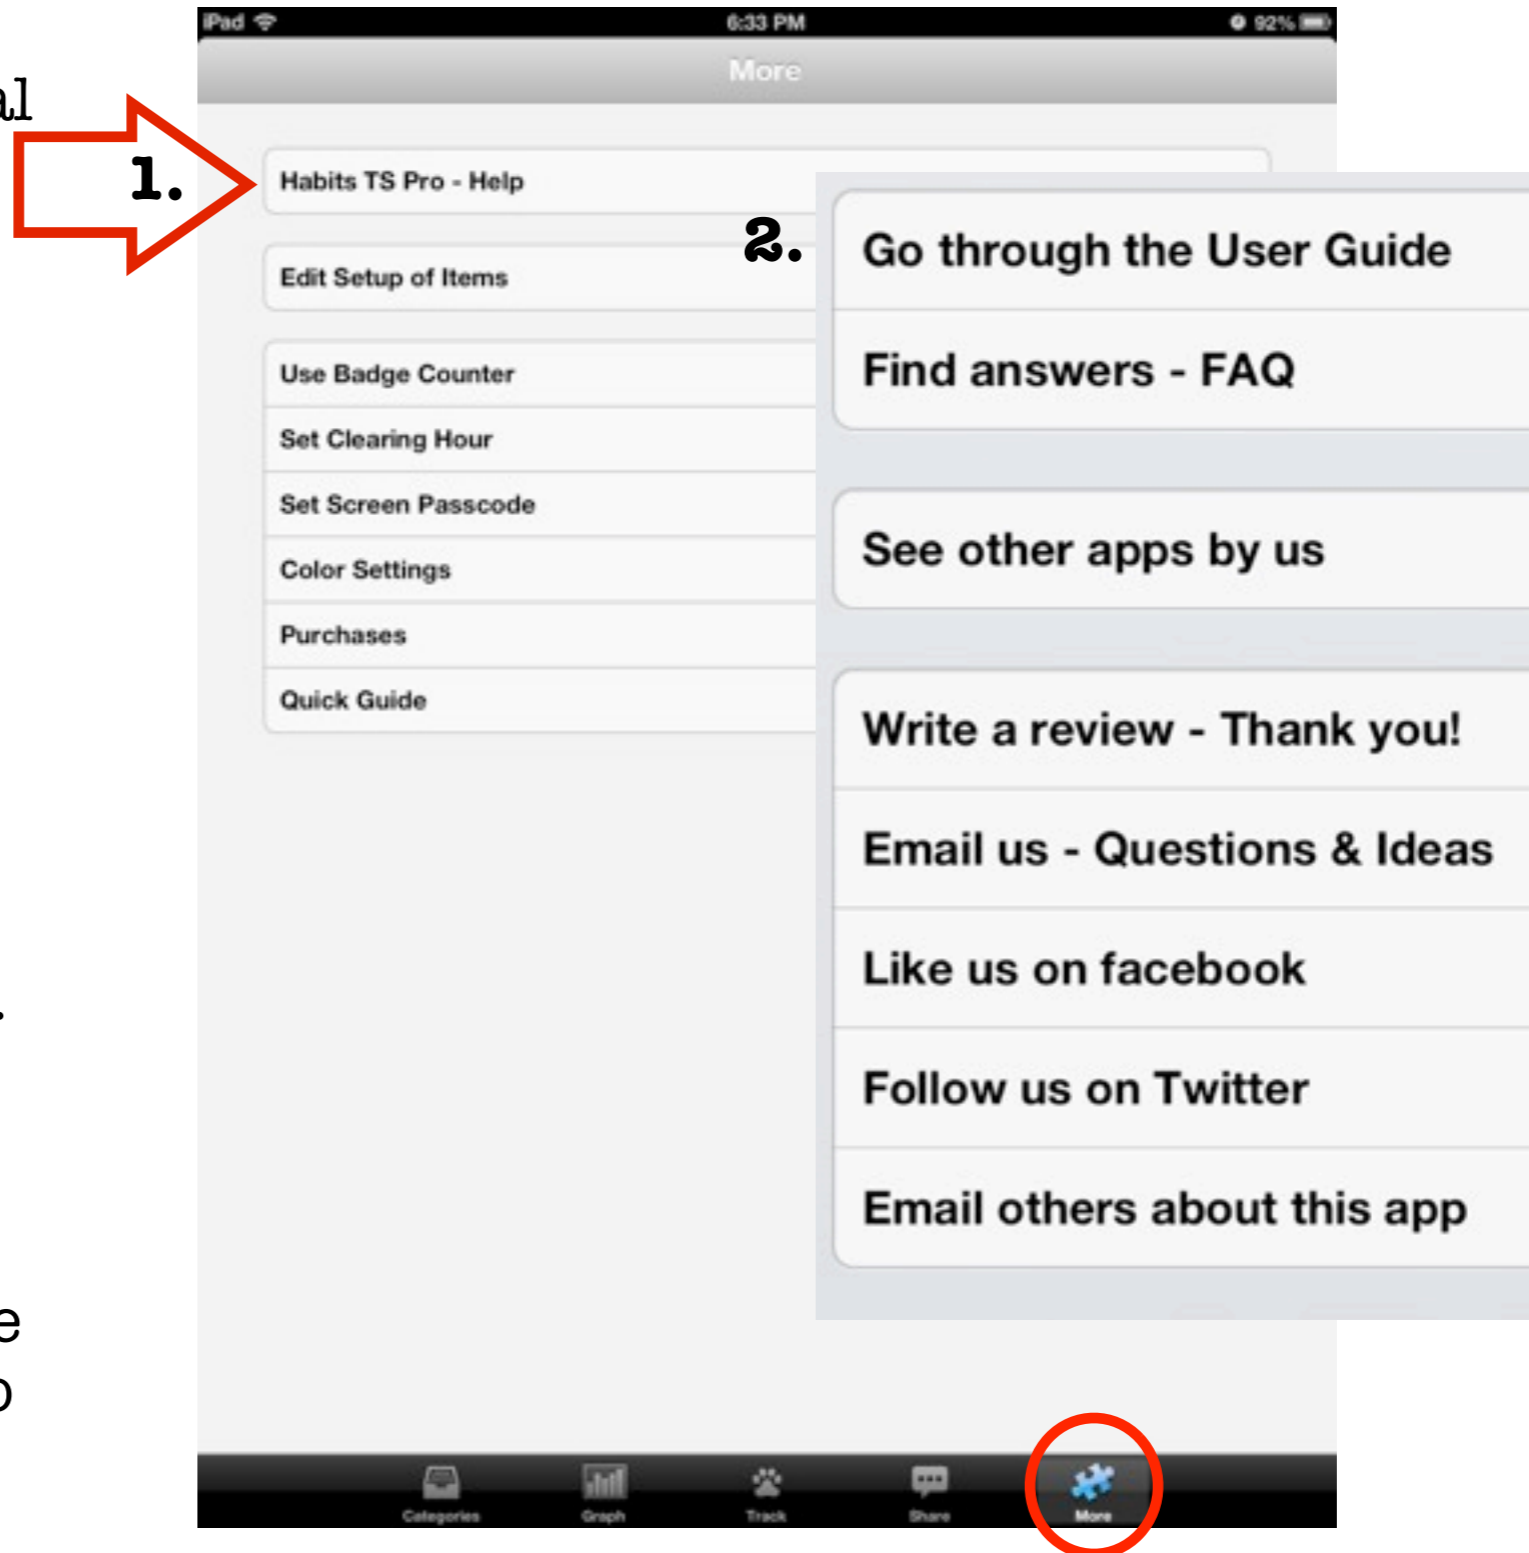 iPad 6:33 PM 92%
More
al
1.
Habits TS Pro - Help
Edit Setup of Items
Use Badge Counter
Set Clearing Hour
Set Screen Passcode
Color Settings
Purchases
Quick Guide
2.
Go through the User Guide
Find answers - FAQ
See other apps by us
Write a review - Thank you!
Email us - Questions & Ideas
Like us on facebook
Follow us on Twitter
Email others about this app
.
e
o
Categories Graph Track Share More